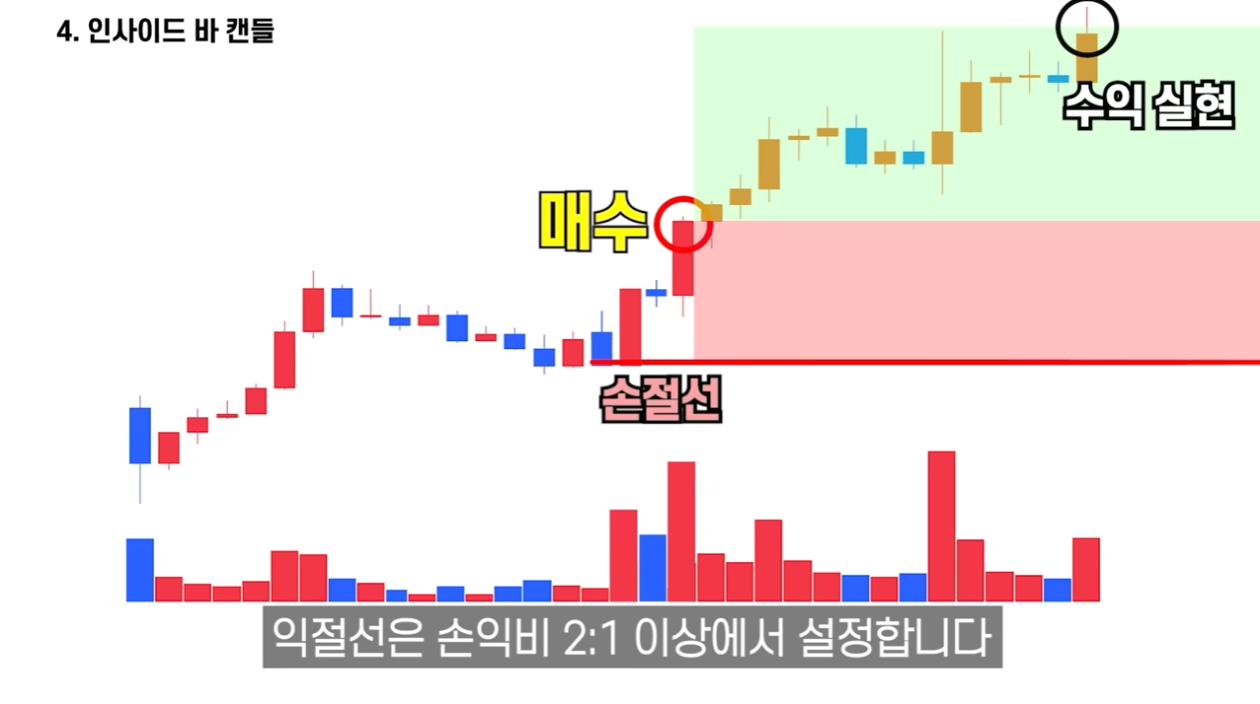 4. 인사이드 바 캔들
수익 실현
매수
손절선
익절선은 손익비 2:1 이상에서 설정합니다